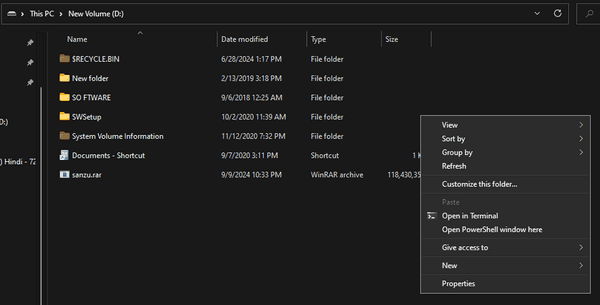 This PC > New Volume (D:)
Name Date modified Type Size
$RECYCLE.BIN 6/28/2024 1:17 PM File folder
New folder 2/13/2019 3:18 PM File folder
SO FTWARE 9/6/2018 12:25 AM File folder
SWSetup 10/2/2020 11:39 AM File folder
System Volume Information 11/12/2020 7:32 PM File folder
Documents - Shortcut 9/7/2020 3:11 PM Shortcut 1 K
sanzu.rar 9/9/2024 10:33 PM WinRAR archive 118,430,35
D:)
) Hindi - 72
View
Sort by
Group by
Refresh
Customize this folder...
Paste
Open in Terminal
Open PowerShell window here
Give access to
New
Properties